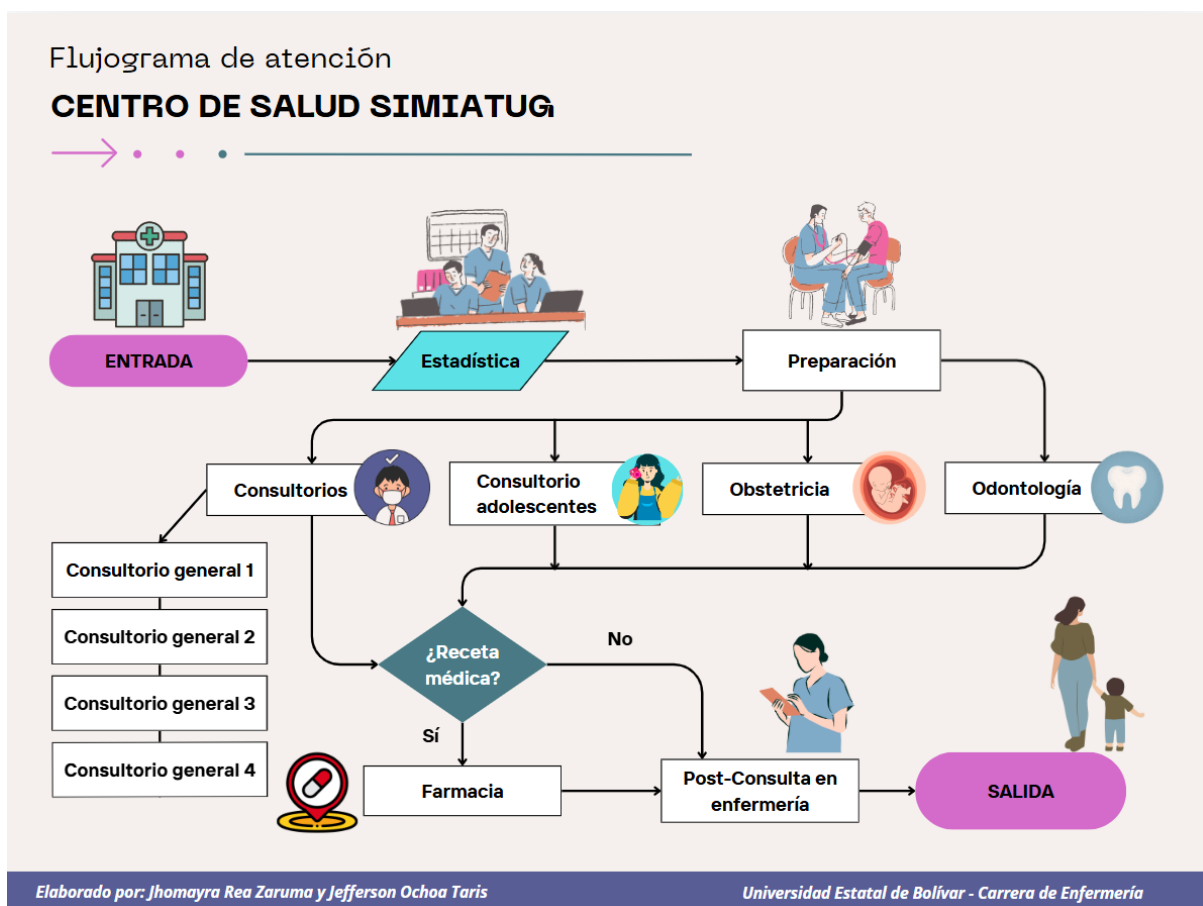 Flujograma de atención
CENTRO DE SALUD SIMIATUG
ENTRADA
Estadística
Preparación
Consultorios
Consultorio
adolescentes
Obstetricia
Odontología
Consultorio general 1
Consultorio general 2
Consultorio general 3
Consultorio general 4
¿Receta
médica?
No
Sí
Farmacia
Post-Consulta en
enfermería
SALIDA
Elaborado por: Jhomayra Rea Zaruma y Jefferson Ochoa Taris
Universidad Estatal de Bolívar - Carrera de Enfermería